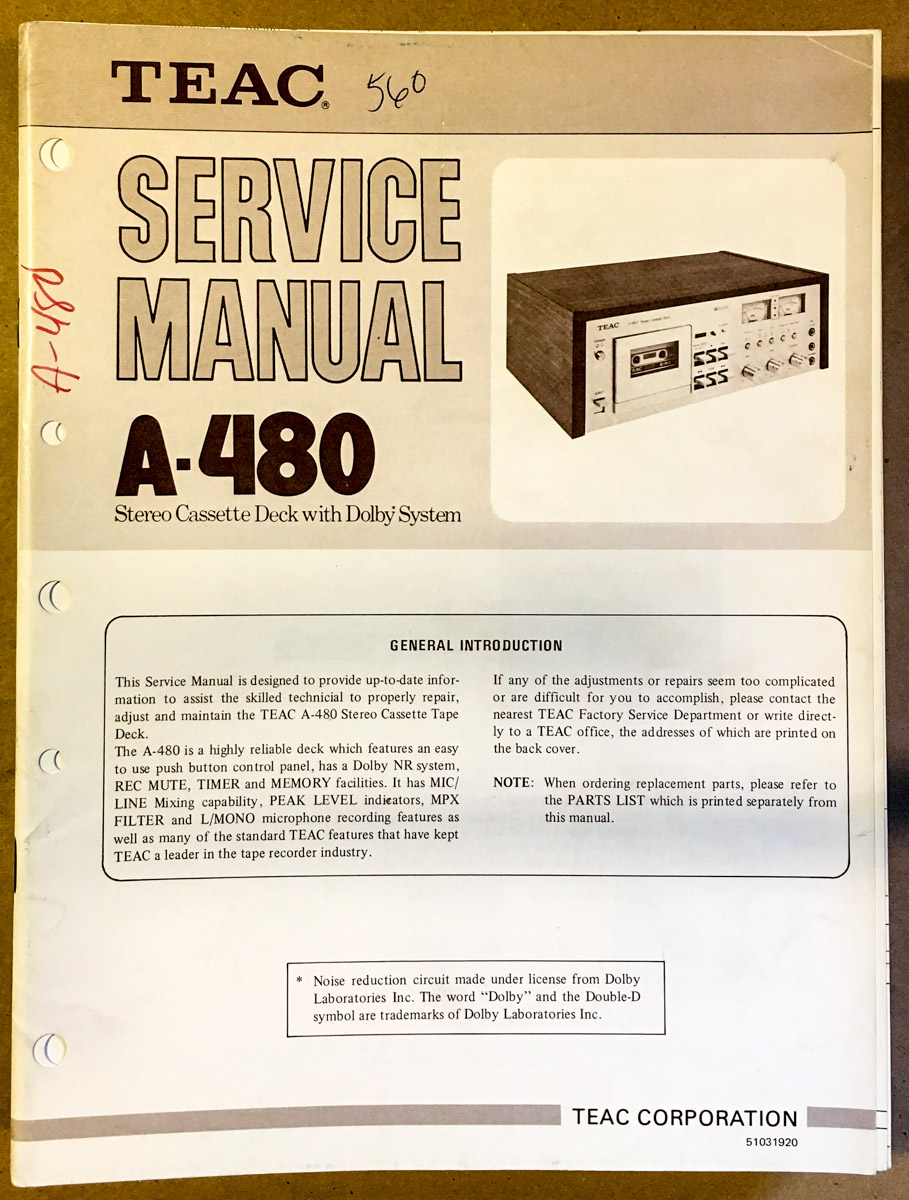 TEAC®
560
SERVICE
MANUAL
A-480
A-480
Stereo Cassette Deck with Dolby* System
TEAC
GENERAL INTRODUCTION
This Service Manual is designed to provide up-to-date infor-
mation to assist the skilled technicial to properly repair,
adjust and maintain the TEAC A-480 Stereo Cassette Tape
Deck.
The A-480 is a highly reliable deck which features an easy
to use push button control panel, has a Dolby NR system,
REC MUTE, TIMER and MEMORY facilities. It has MIC/
LINE Mixing capability, PEAK LEVEL indicators, MPX
FILTER and L/MONO microphone recording features as
well as many of the standard TEAC features that have kept
TEAC a leader in the tape recorder industry.
If any of the adjustments or repairs seem too complicated
or are difficult for you to accomplish, please contact the
nearest TEAC Factory Service Department or write direct-
ly to a TEAC office, the addresses of which are printed on
the back cover.
NOTE: When ordering replacement parts, please refer to
the PARTS LIST which is printed separately from
this manual.
* Noise reduction circuit made under license from Dolby
Laboratories Inc. The word “Dolby” and the Double-D
symbol are trademarks of Dolby Laboratories Inc.
TEAC CORPORATION
51031920